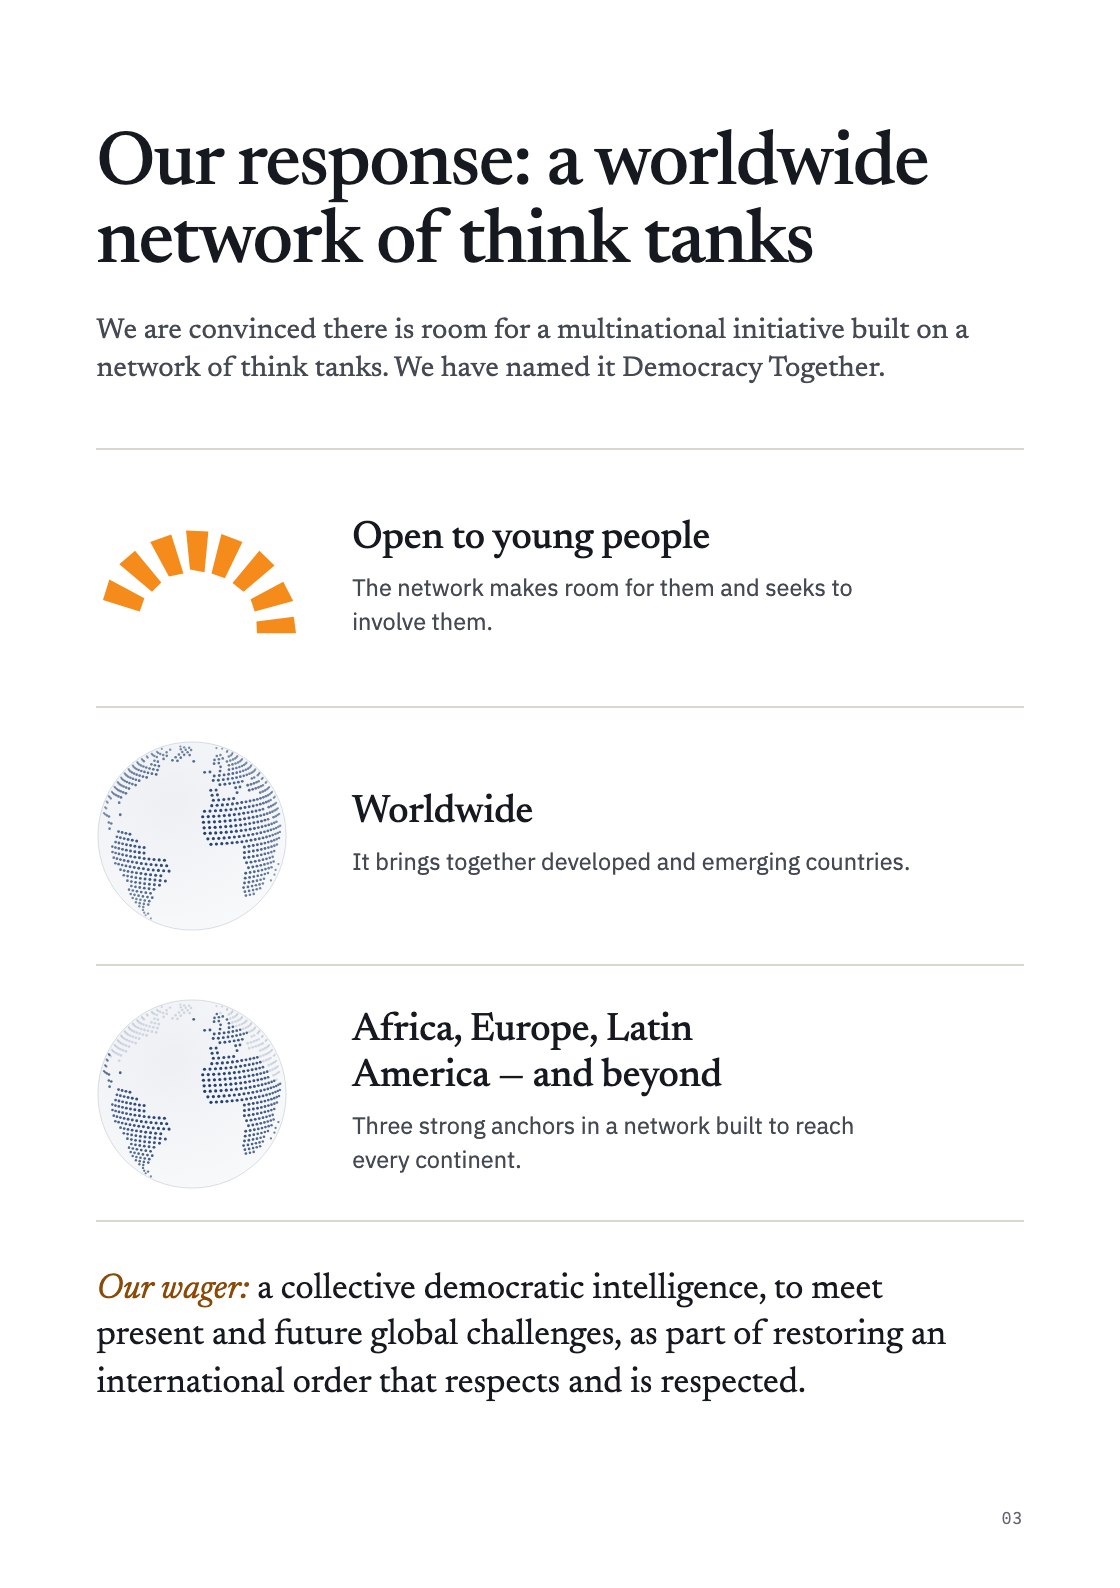 Our response: a worldwide
network of think tanks
We are convinced there is room for a multinational initiative built on a
network of think tanks. We have named it Democracy Together.
Open to young people
The network makes room for them and seeks to
involve them.
Worldwide
It brings together developed and emerging countries.
Africa, Europe, Latin
America — and beyond
Three strong anchors in a network built to reach
every continent.
Our wager: a collective democratic intelligence, to meet
present and future global challenges, as part of restoring an
international order that respects and is respected.
03